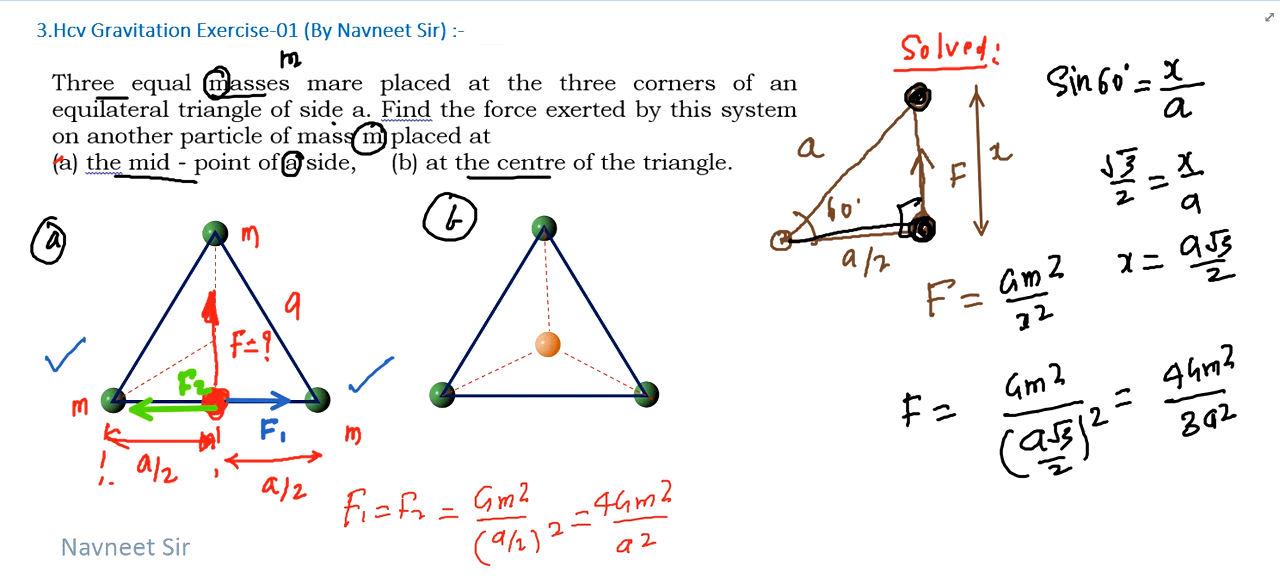 3.Hcv Gravitation Exercise-01 (By Navneet Sir) :-
m
Three equal masses mare placed at the three corners of an
equilateral triangle of side a. Find the force exerted by this system
on another particle of mass m placed at
(a) the mid - point of a side, (b) at the centre of the triangle.
Solved:
a
60°
a/2
F
x
Sin60° = x/a
√3/2 = x/a
x = a√3/2
F = Gm²/x²
F = Gm²/(a√3/2)² = 4Gm²/3a²
a
m
a
F=?
F2
F1
m
m
m
a/2
a/2
b
F1 = F2 = Gm²/(a/2)² = 4Gm²/a²
Navneet Sir